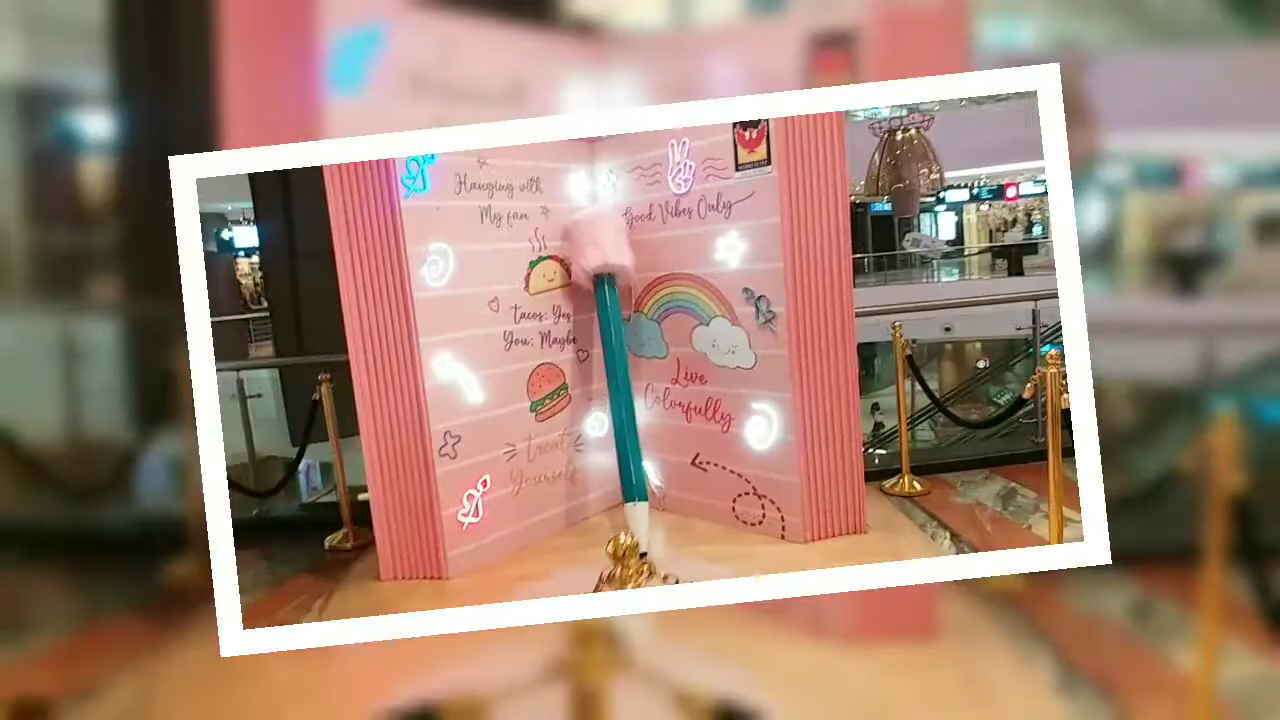 Hanging with
My fam
Tacos: Yes
You: Maybe
treat
Yourself
Good Vibes Only
Live
Colorfully